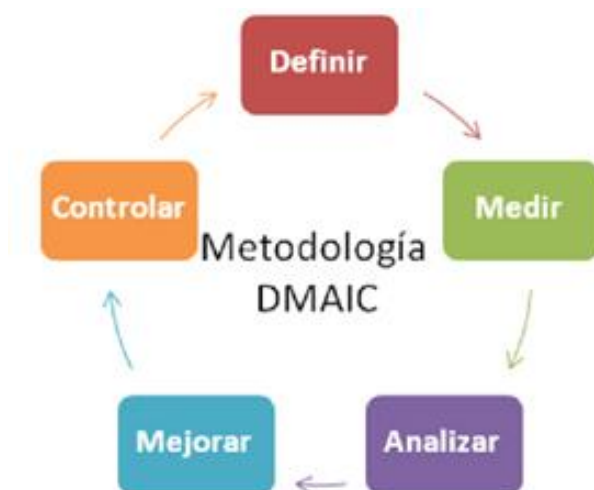 Definir
Medir
Analizar
Mejorar
Controlar
Metodología
DMAIC